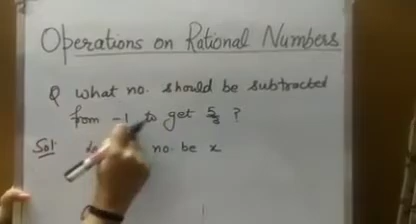 Operations on Rational Numbers
Q what no. should be subtracted
from -1 to get 5/3 ?
Sol: no. be x